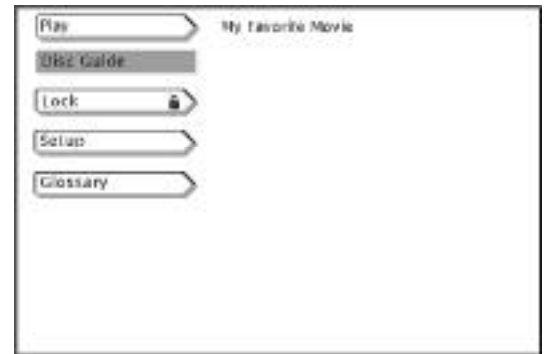 Play
My Favorite Movie
Disc Guide
Lock
Setup
Glossary